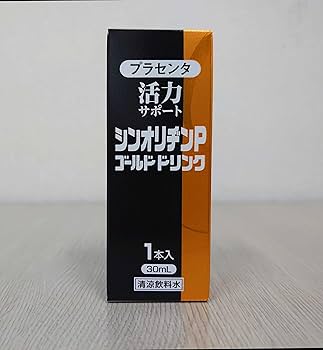 プラセンタ
活力
サポート
シンオリヂンP
ゴールドドリンク
1本入
30mL
清涼飲料水